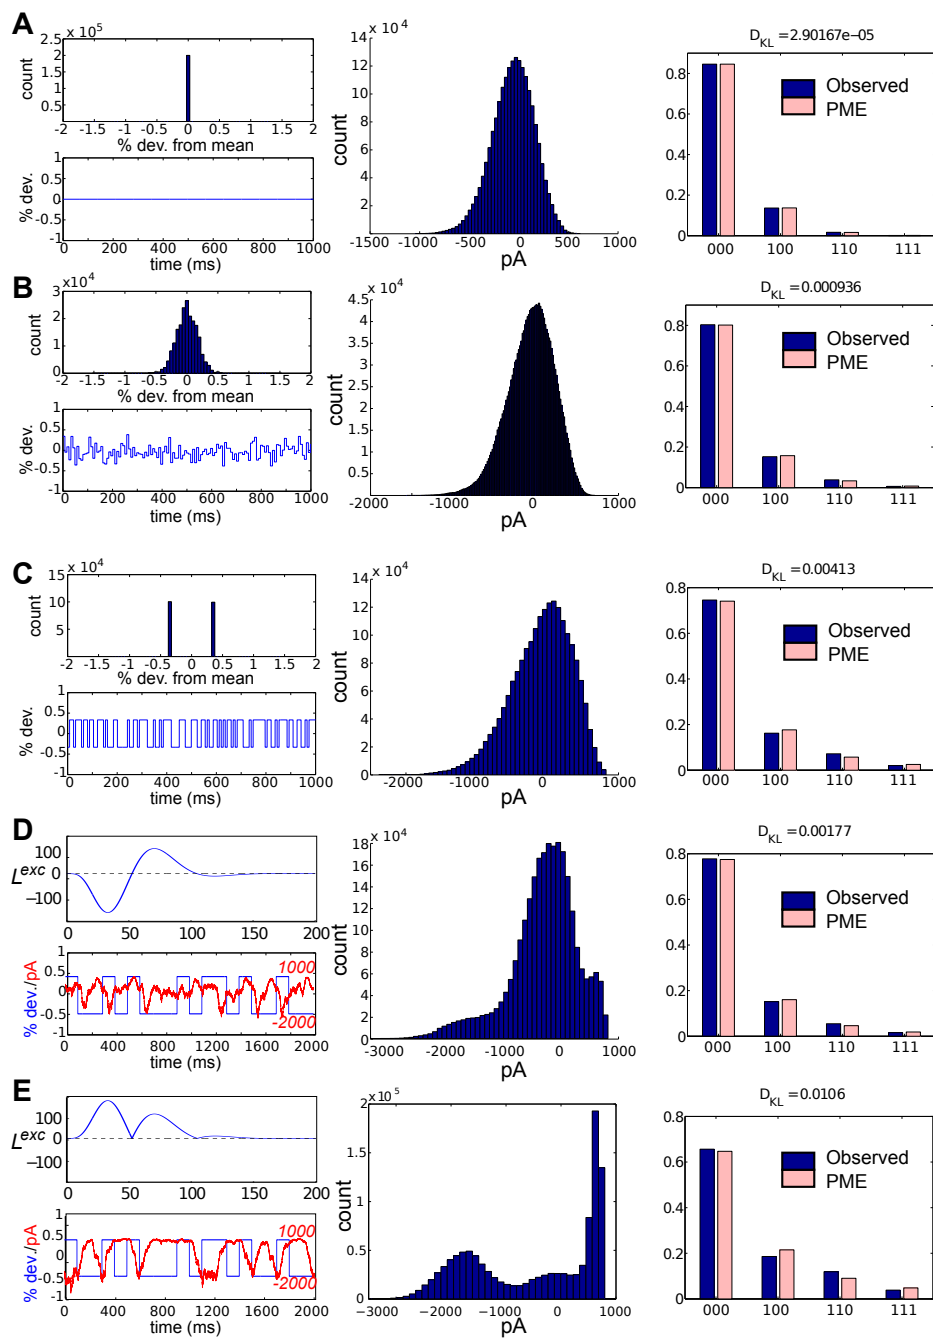 A
x 10^5
2.5
2
1.5
1
0.5
count
-2 -1.5 -1 -0.5 0 0.5 1 1.5 2
% dev. from mean
1
0.5
0
-0.5
-1
% dev.
0 200 400 600 800 1000
time (ms)
x 10^4
14
12
10
8
6
4
2
0
count
-1500 -1000 -500 0 500 1000
pA
D_KL =2.90167e−05
0.8
0.6
0.4
0.2
0
Observed
PME
000 100 110 111
B
x10^4
3
2
1
0
count
-2 -1.5 -1 -0.5 0 0.5 1 1.5 2
% dev. from mean
1
0.5
0
-0.5
-1
% dev.
0 200 400 600 800 1000
time (ms)
x 10^4
4.5
4
3.5
3
2.5
2
1.5
1
0.5
0
count
-2000 -1000 0 1000
pA
D_KL =0.000936
1
0.8
0.6
0.4
0.2
0
Observed
PME
000 100 110 111
C
x 10^4
15
10
5
count
-2 -1.5 -1 -0.5 0 0.5 1 1.5 2
% dev. from mean
1
0.5
0
-0.5
-1
% dev.
0 200 400 600 800 1000
time (ms)
x 10^4
14
12
10
8
6
4
2
0
count
-2000 -1000 0 1000
pA
D_KL =0.00413
0.8
0.6
0.4
0.2
0
Observed
PME
000 100 110 111
D
100
−100
L^exc
0 50 100 150 200
1
0.5
0
-0.5
-1
% dev./pA
1000
-2000
0 400 800 1200 1600 2000
time (ms)
x 10^4
18
16
14
12
10
8
6
4
2
0
count
-3000 -2000 -1000 0 1000
pA
D_KL =0.00177
0.8
0.6
0.4
0.2
0
Observed
PME
000 100 110 111
E
100
−100
L^exc
0 50 100 150 200
1
0.5
0
-0.5
-1
% dev./pA
1000
-2000
0 400 800 1200 1600 2000
time (ms)
x 10^5
2
1.5
1
0.5
0
count
−3000 −2000 −1000 0 1000
pA
D_KL =0.0106
0.8
0.6
0.4
0.2
0
Observed
PME
000 100 110 111